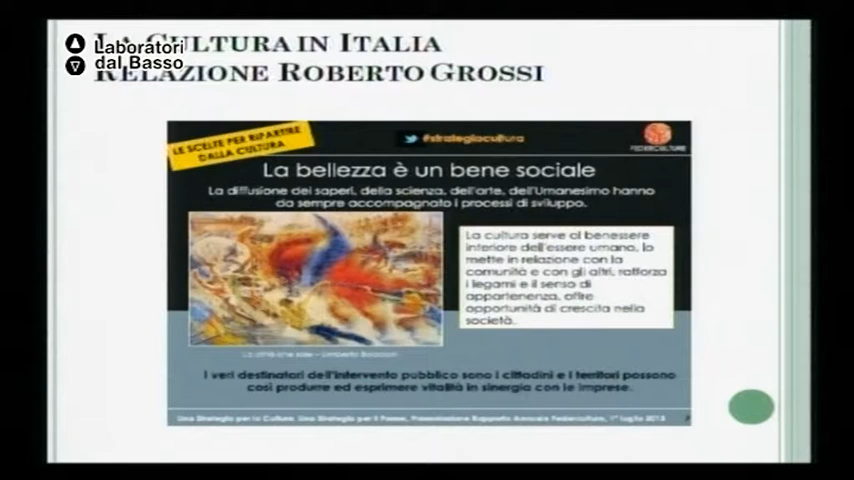 Laboratori
dal Basso
LA CULTURA IN ITALIA
RELAZIONE ROBERTO GROSSI
LE SCELTE PER RIPARTIRE
DALLA CULTURA
#strategiacultura
FEDERCULTURE
La bellezza è un bene sociale
La diffusione dei saperi, della scienza, dell'arte, dell'Umanesimo hanno
da sempre accompagnato i processi di sviluppo.
La cultura serve al benessere
interiore dell'essere umano, lo
mette in relazione con la
comunità e con gli altri, rafforza
i legami e il senso di
appartenenza, offre
opportunità di crescita nella
società.
La città che sale – Umberto Boccioni
I veri destinatari dell'intervento pubblico sono i cittadini e i territori possono
così produrre ed esprimere vitalità in sinergia con le imprese.
Una Strategia per la Cultura. Una Strategia per il Paese, Presentazione Rapporto Annuale Federculture, 1° luglio 2013